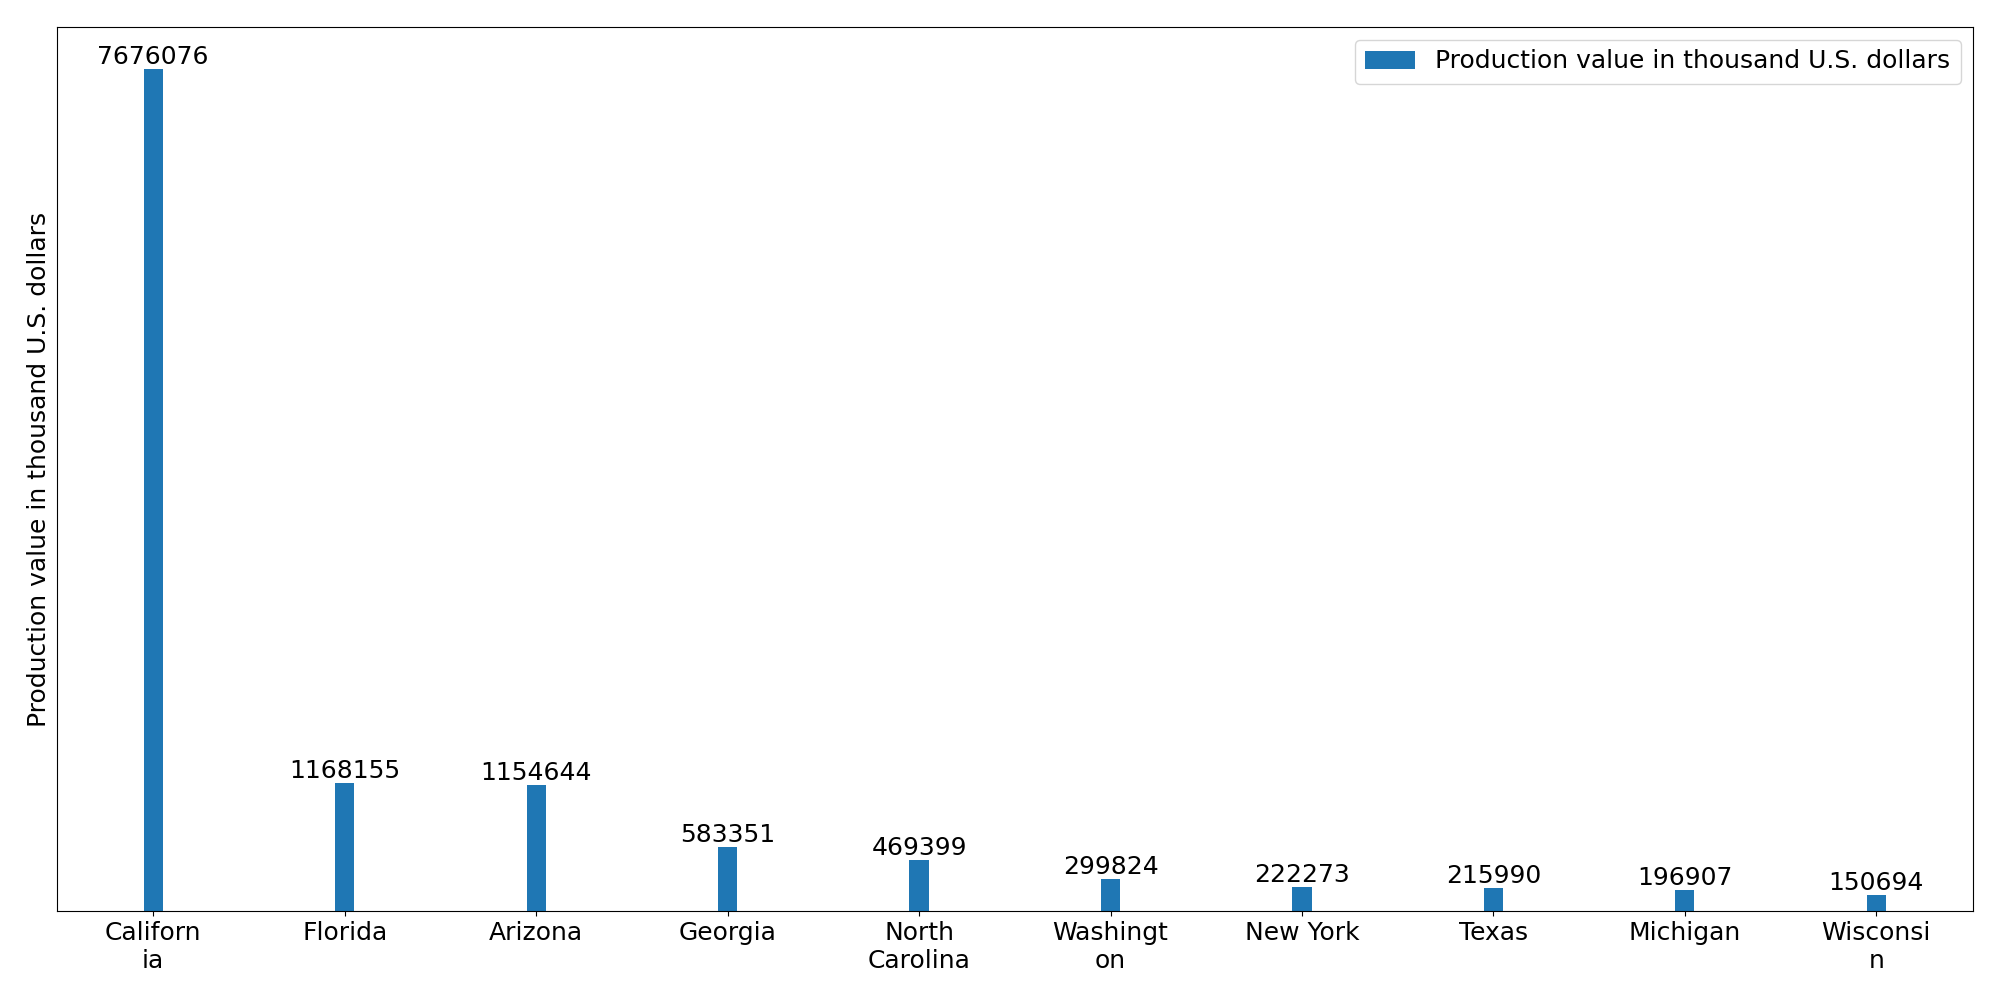 7676076
Production value in thousand U.S. dollars
Production value in thousand U.S. dollars
1168155
1154644
583351
469399
299824
222273
215990
196907
150694
Californ
ia
Florida
Arizona
Georgia
North
Carolina
Washingt
on
New York
Texas
Michigan
Wisconsi
n